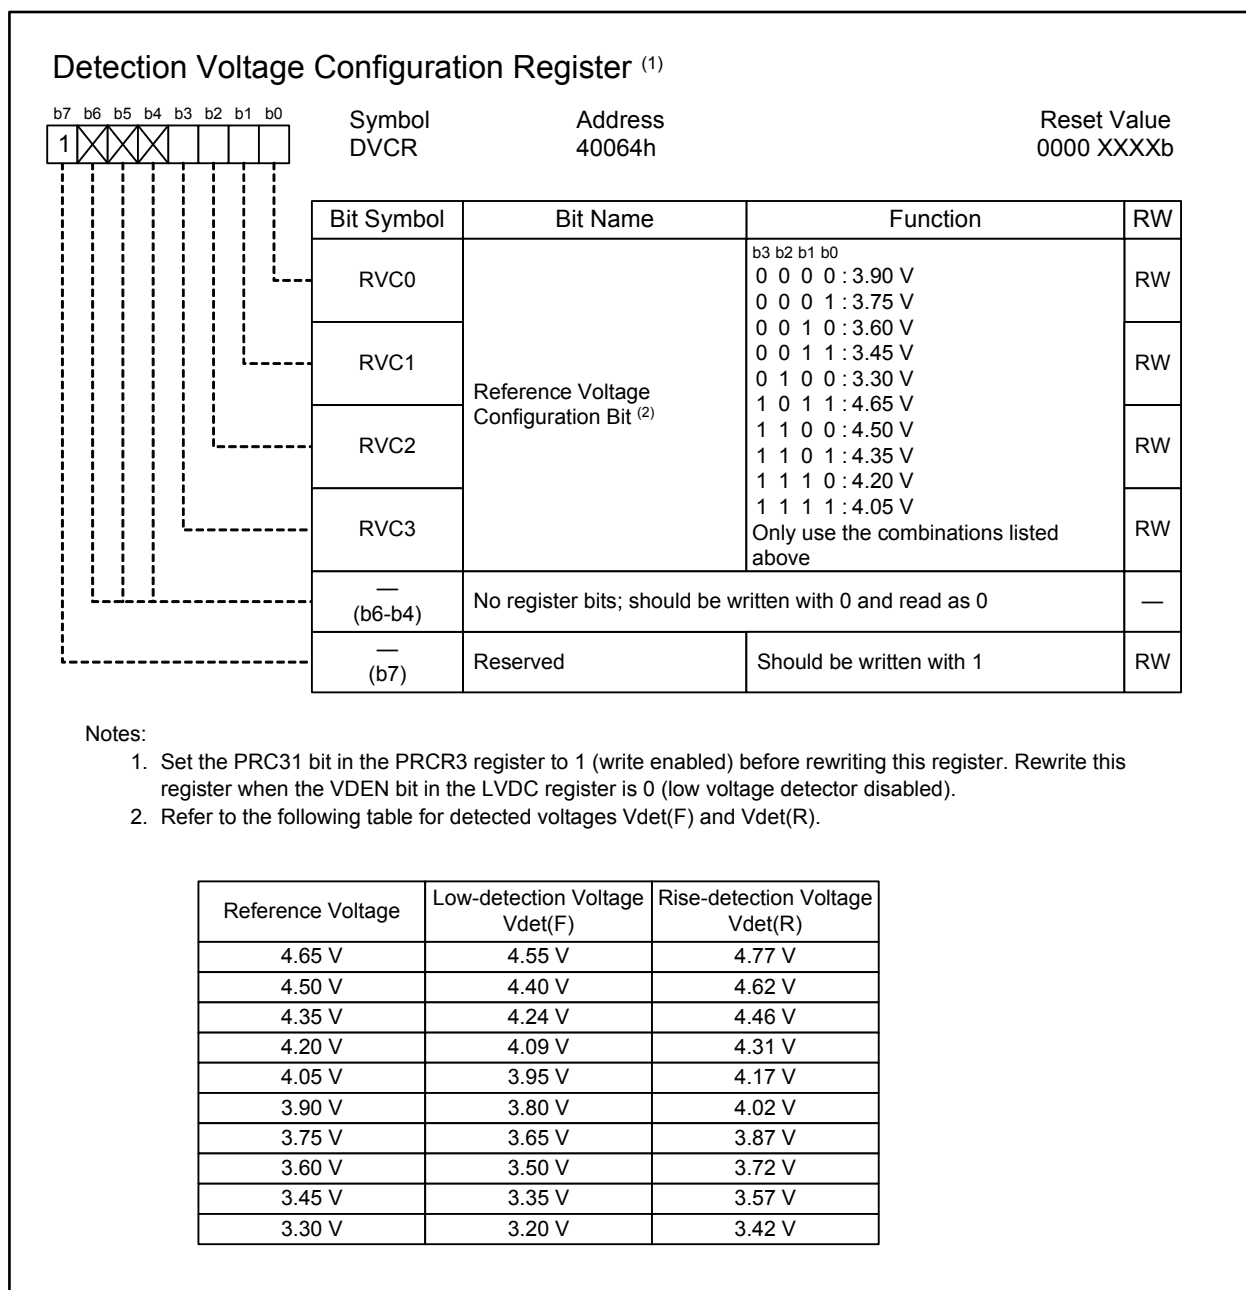 Detection Voltage Configuration Register (1)
b7 b6 b5 b4 b3 b2 b1 b0
1
Symbol Address Reset Value
DVCR 40064h 0000 XXXXb
Bit Symbol Bit Name Function RW
RVC0 RW
RVC1 RW
RVC2 RW
RVC3 RW
Reference Voltage
Configuration Bit (2)
b3 b2 b1 b0
0 0 0 0 : 3.90 V
0 0 0 1 : 3.75 V
0 0 1 0 : 3.60 V
0 0 1 1 : 3.45 V
0 1 0 0 : 3.30 V
1 0 1 1 : 4.65 V
1 1 0 0 : 4.50 V
1 1 0 1 : 4.35 V
1 1 1 0 : 4.20 V
1 1 1 1 : 4.05 V
Only use the combinations listed
above
—
(b6-b4) No register bits; should be written with 0 and read as 0 —
—
(b7) Reserved Should be written with 1 RW
Notes:
1. Set the PRC31 bit in the PRCR3 register to 1 (write enabled) before rewriting this register. Rewrite this
register when the VDEN bit in the LVDC register is 0 (low voltage detector disabled).
2. Refer to the following table for detected voltages Vdet(F) and Vdet(R).
Reference Voltage Low-detection Voltage Rise-detection Voltage
Vdet(F) Vdet(R)
4.65 V 4.55 V 4.77 V
4.50 V 4.40 V 4.62 V
4.35 V 4.24 V 4.46 V
4.20 V 4.09 V 4.31 V
4.05 V 3.95 V 4.17 V
3.90 V 3.80 V 4.02 V
3.75 V 3.65 V 3.87 V
3.60 V 3.50 V 3.72 V
3.45 V 3.35 V 3.57 V
3.30 V 3.20 V 3.42 V